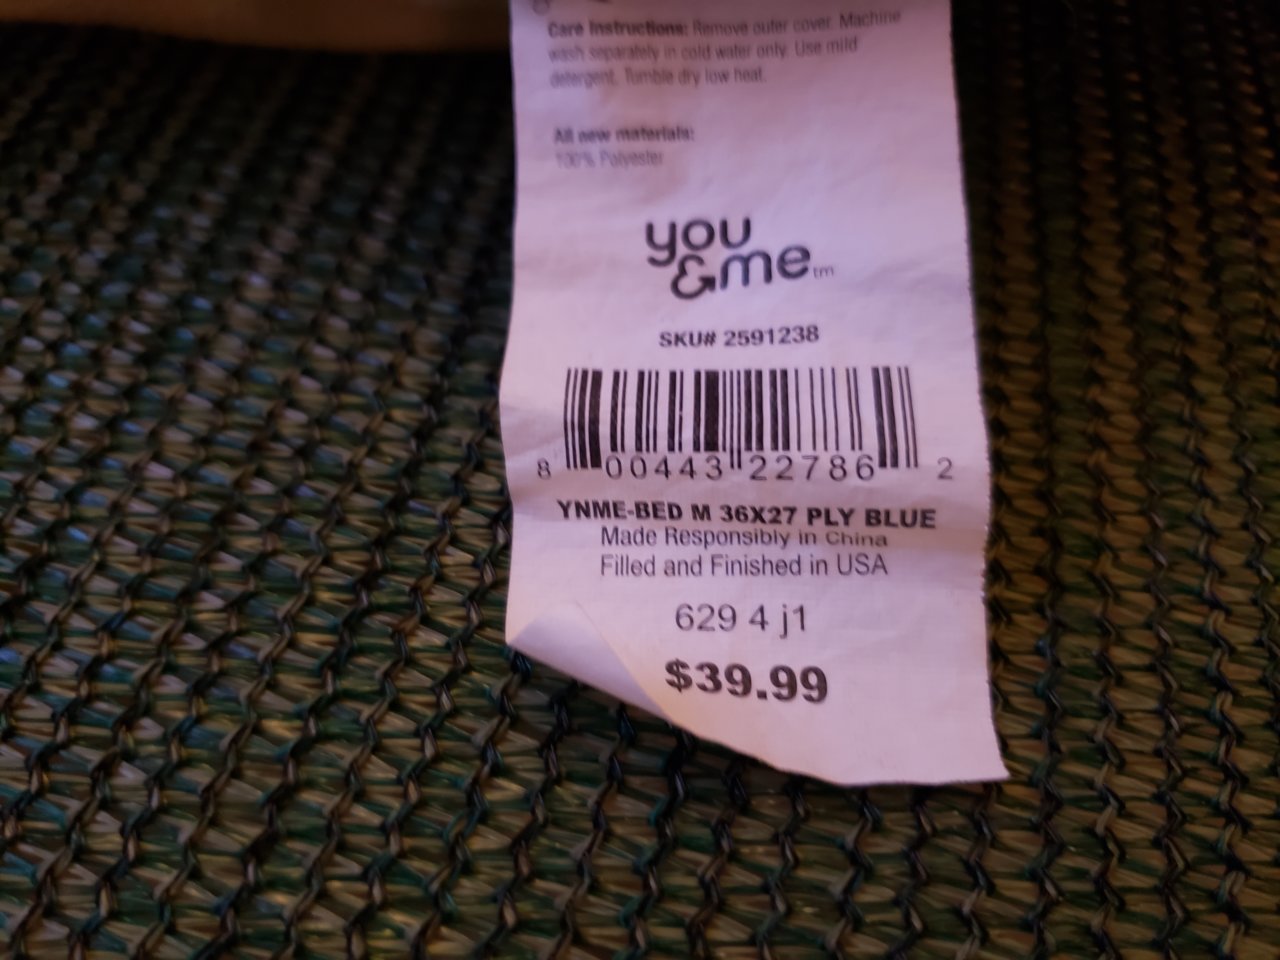 Care Instructions: Remove outer cover. Machine
wash separately in cold water only. Use mild
detergent. Tumble dry low heat.
All new materials:
100% Polyester
you
&me tm
SKU# 2591238
8 00443 22786 2
YNME-BED M 36X27 PLY BLUE
Made Responsibly in China
Filled and Finished in USA
629 4 j1
$39.99